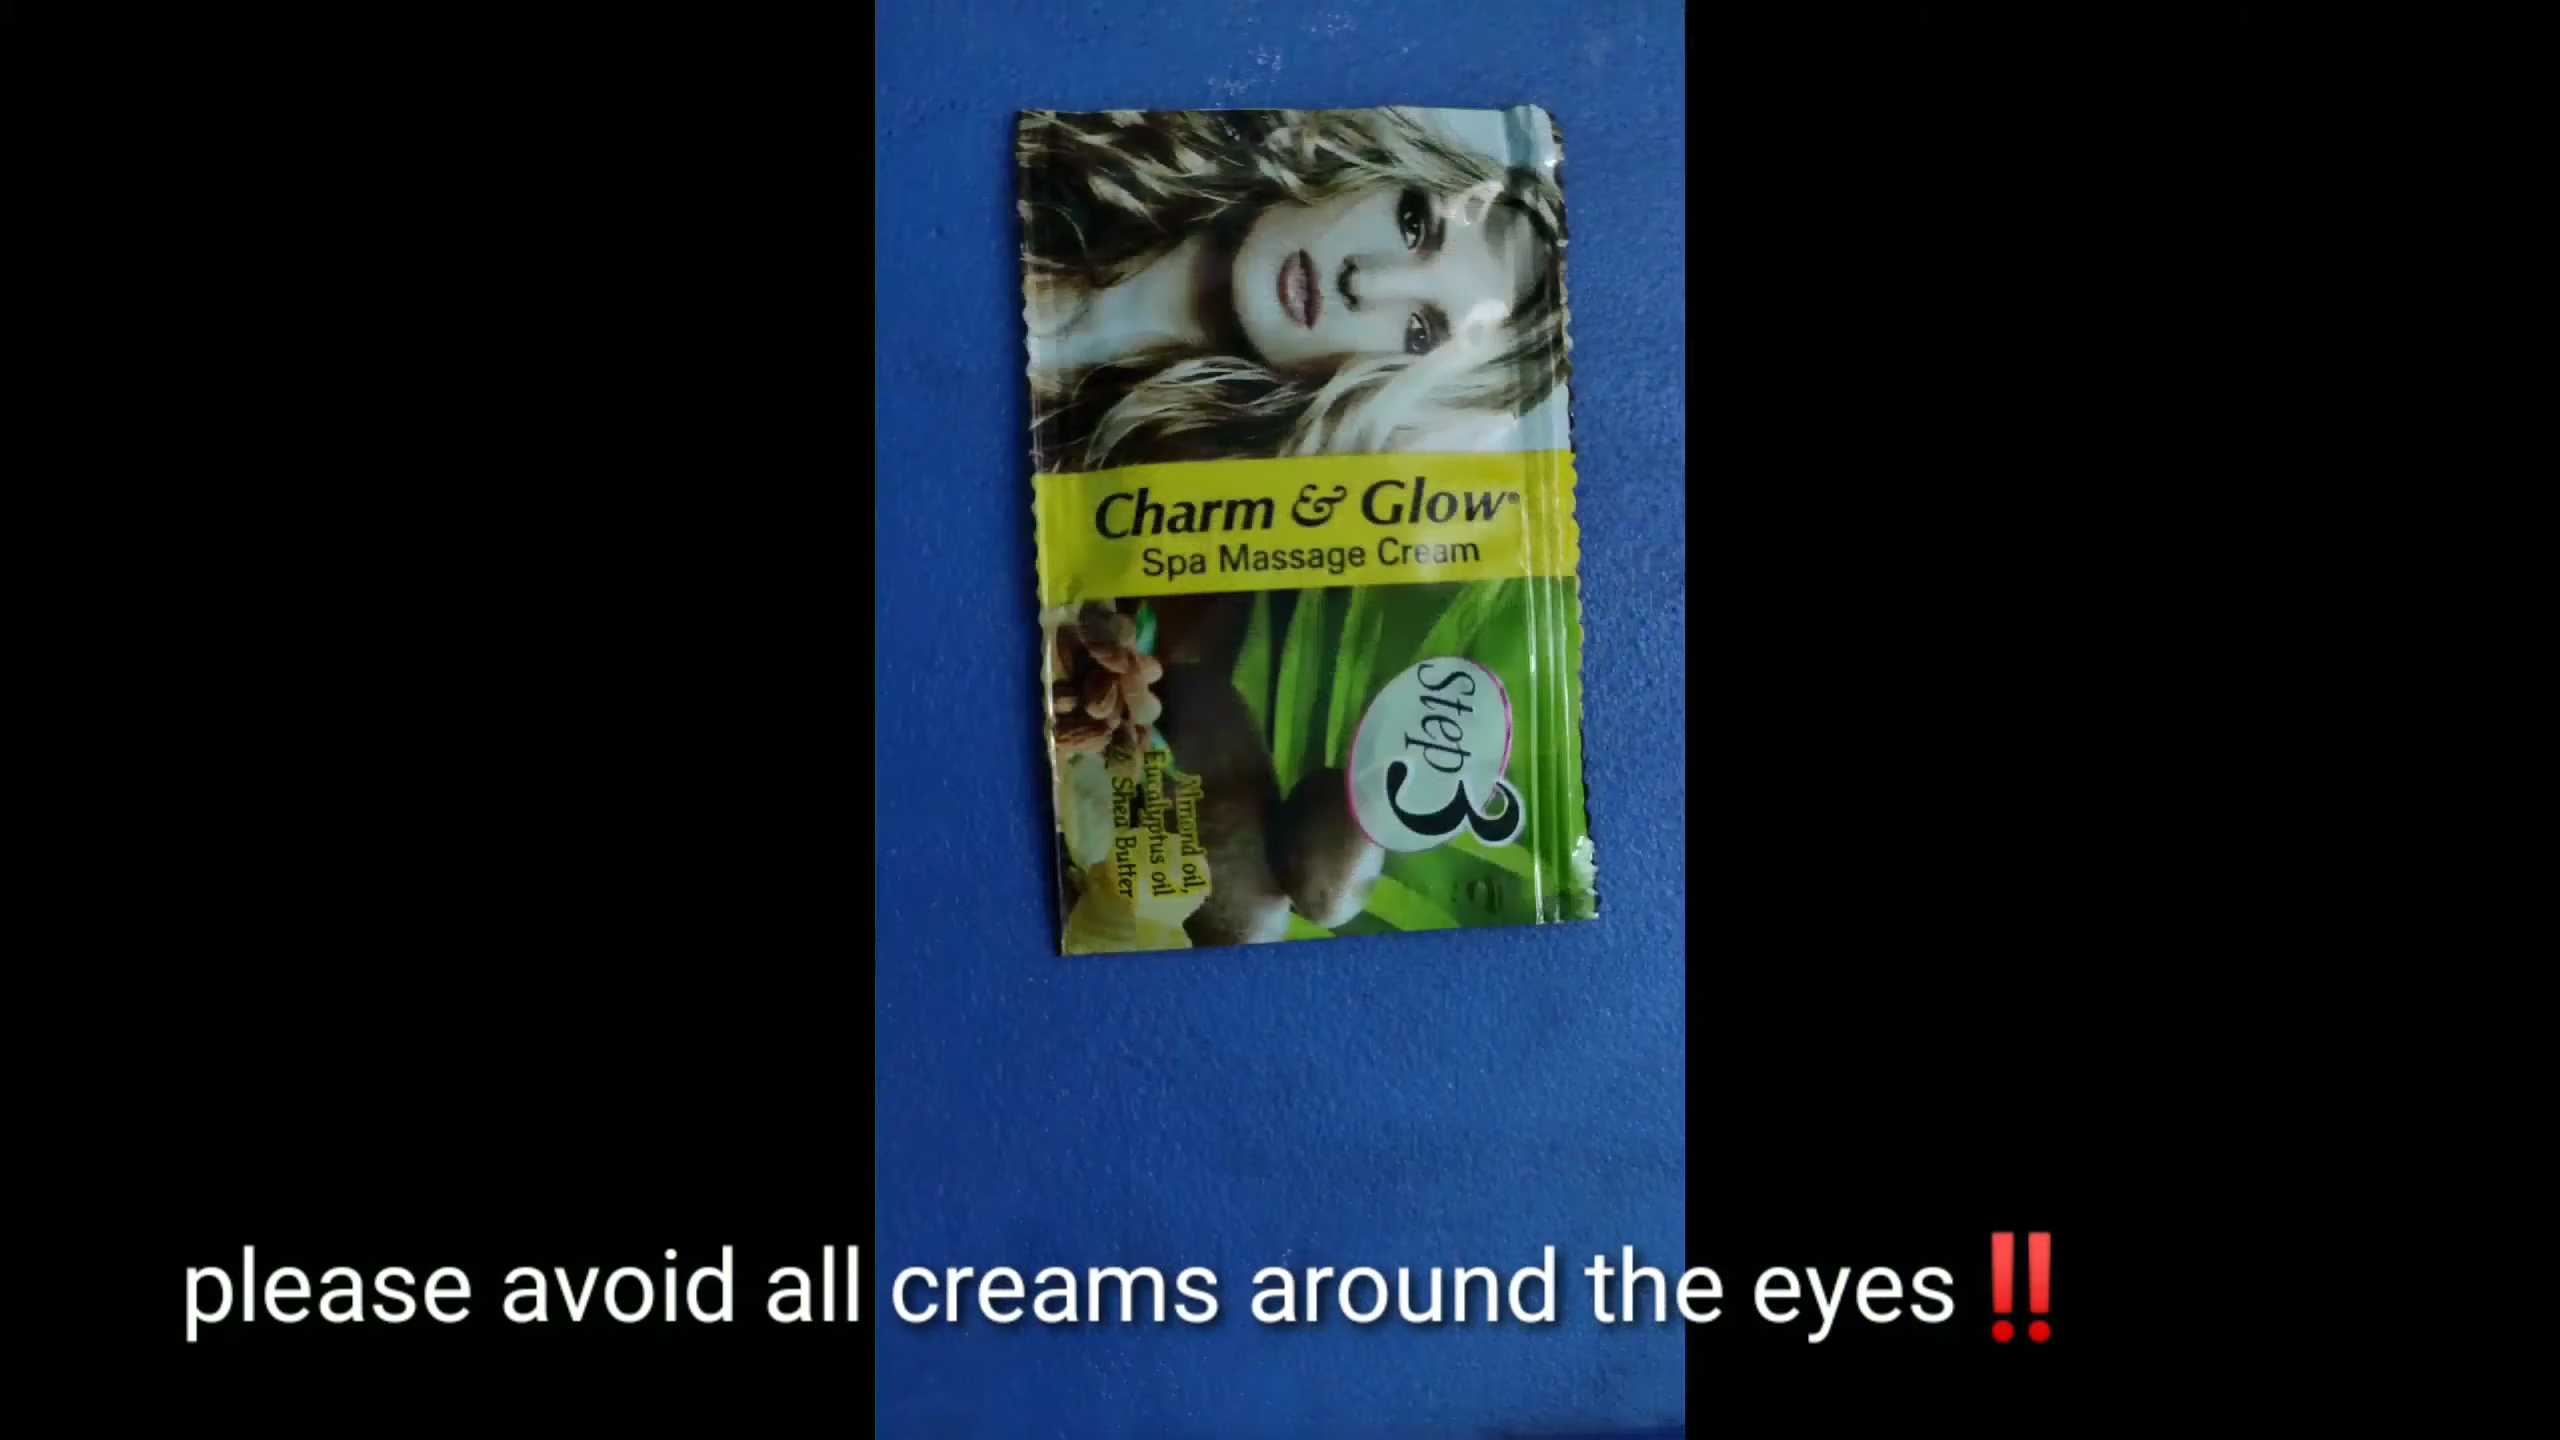 Charm & Glow®
Spa Massage Cream
Step
3
Almond oil,
Eucalyptus oil
& Shea Butter
please avoid all creams around the eyes‼️